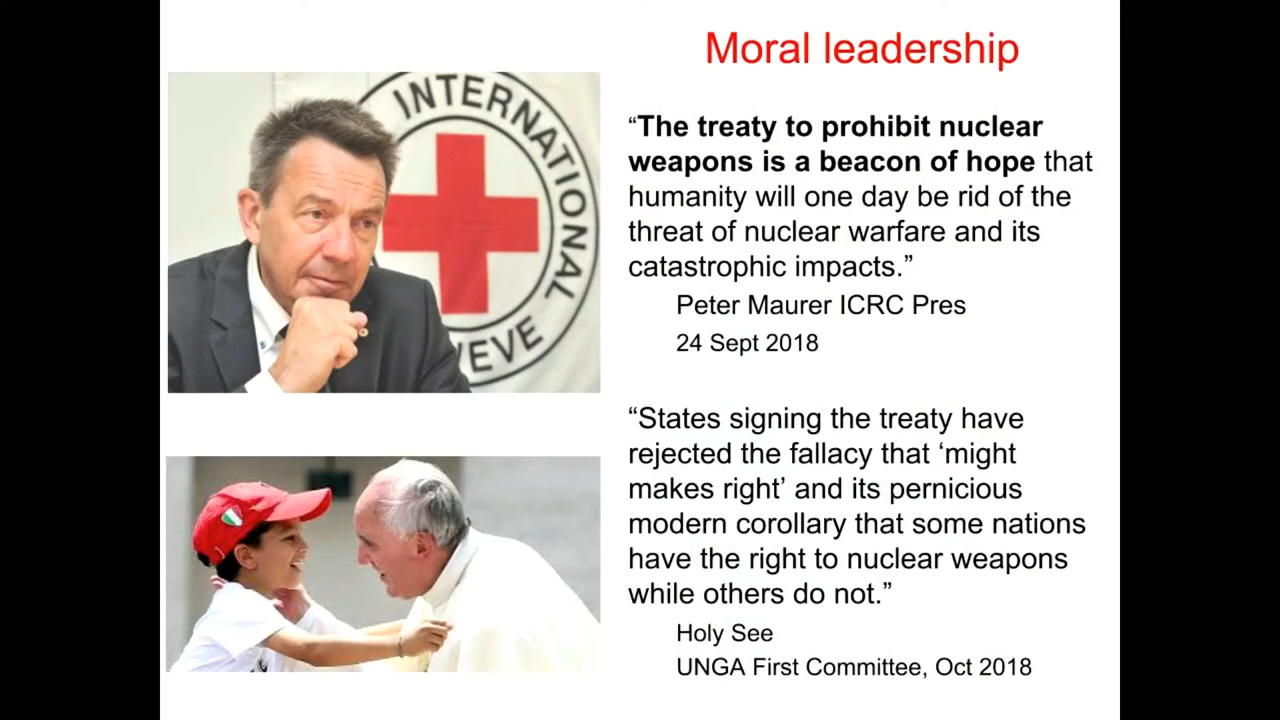 Moral leadership
INTERNATIONAL
“The treaty to prohibit nuclear
weapons is a beacon of hope that
humanity will one day be rid of the
threat of nuclear warfare and its
catastrophic impacts.”
Peter Maurer ICRC Pres
24 Sept 2018
“States signing the treaty have
rejected the fallacy that ‘might
makes right’ and its pernicious
modern corollary that some nations
have the right to nuclear weapons
while others do not.”
Holy See
UNGA First Committee, Oct 2018